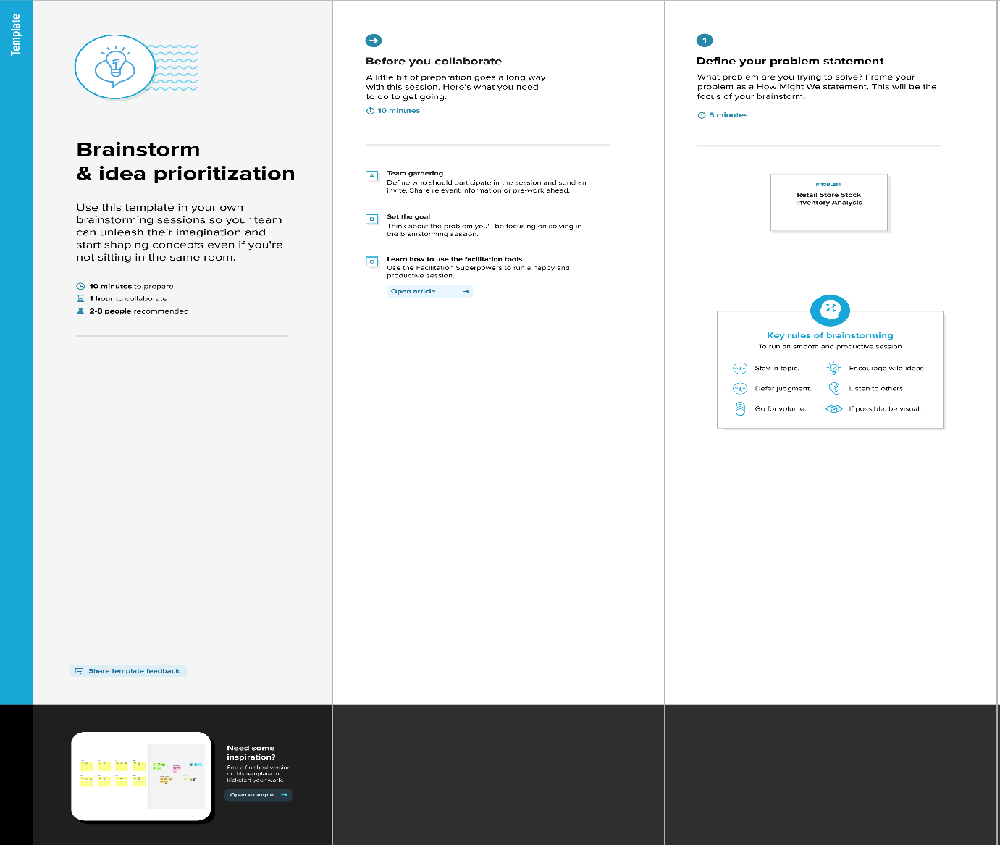 Template
Brainstorm
& idea prioritization
Use this template in your own
brainstorming sessions so your team
can unleash their imagination and
start shaping concepts even if you're
not sitting in the same room.
10 minutes to prepare
1 hour to collaborate
2-8 people recommended
Share template feedback
Need some
inspiration?
See a finished version
of this template to
kickstart your work.
Open example
Before you collaborate
A little bit of preparation goes a long way
with this session. Here's what you need
to do to get going.
10 minutes
A
Team gathering
Define who should participate in the session and send an
invite. Share relevant information or pre-work ahead.
B
Set the goal
Think about the problem you'll be focusing on solving in
the brainstorming session.
C
Learn how to use the facilitation tools
Use the Facilitation Superpowers to run a happy and
productive session.
Open article
1
Define your problem statement
What problem are you trying to solve? Frame your
problem as a How Might We statement. This will be the
focus of your brainstorm.
5 minutes
PROBLEM
Retail Store Stock
Inventory Analysis
Key rules of brainstorming
To run an smooth and productive session
Stay in topic.
Encourage wild ideas.
Defer judgment.
Listen to others.
Go for volume.
If possible, be visual.